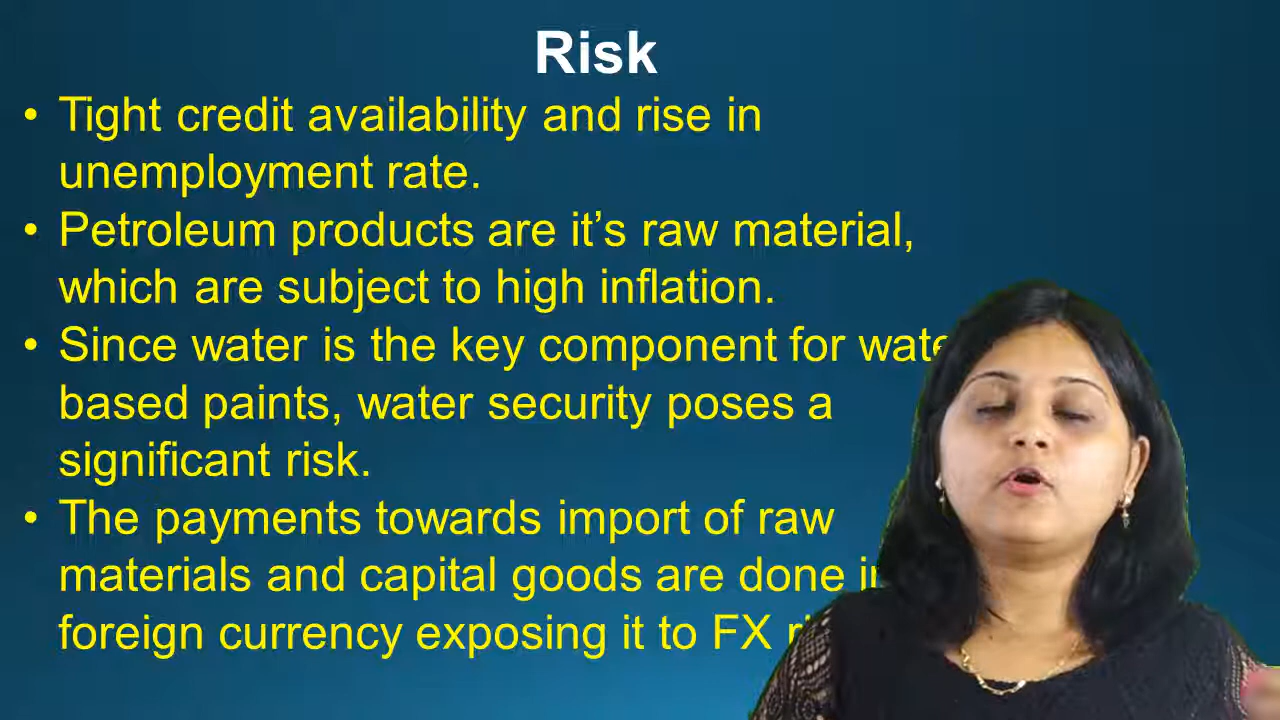 Risk
• Tight credit availability and rise in
unemployment rate.
• Petroleum products are it’s raw material,
which are subject to high inflation.
• Since water is the key component for
based paints, water security poses a
significant risk.
• The payments towards import of raw
materials and capital goods are done
foreign currency exposing it to FX